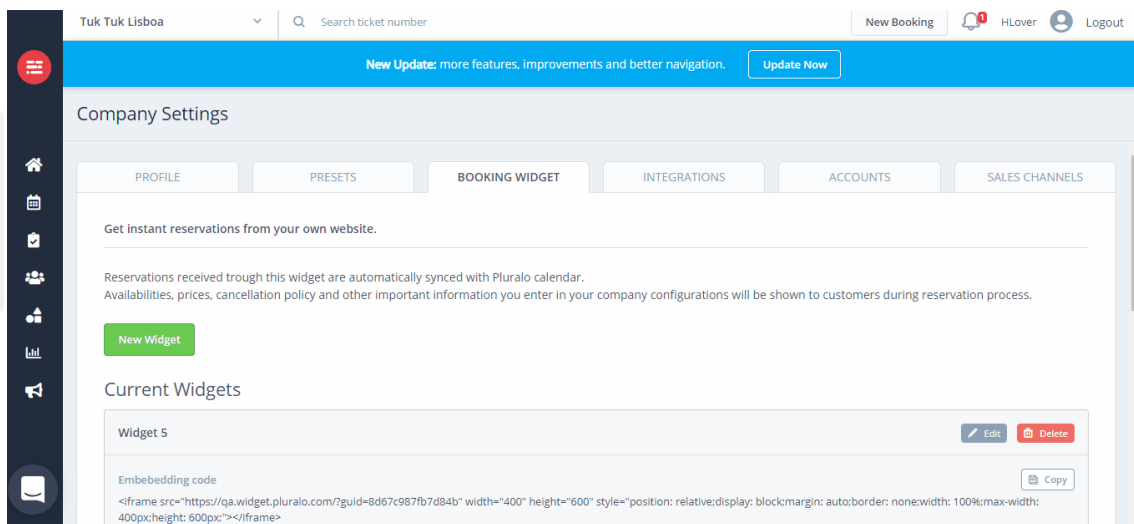 Tuk Tuk Lisboa
Search ticket number
New Booking
1
HLover
Logout
New Update: more features, improvements and better navigation.
Update Now
Company Settings
PROFILE
PRESETS
BOOKING WIDGET
INTEGRATIONS
ACCOUNTS
SALES CHANNELS
Get instant reservations from your own website.
Reservations received trough this widget are automatically synced with Pluralo calendar.
Availabilities, prices, cancellation policy and other important information you enter in your company configurations will be shown to customers during reservation process.
New Widget
Current Widgets
Widget 5
Edit
Delete
Embebedding code
Copy
<iframe src="https://qa.widget.pluralo.com/?guid=8d67c987fb7d84b" width="400" height="600" style="position: relative;display: block;margin: auto;border: none;width: 100%;max-width:
400px;height: 600px;"></iframe>